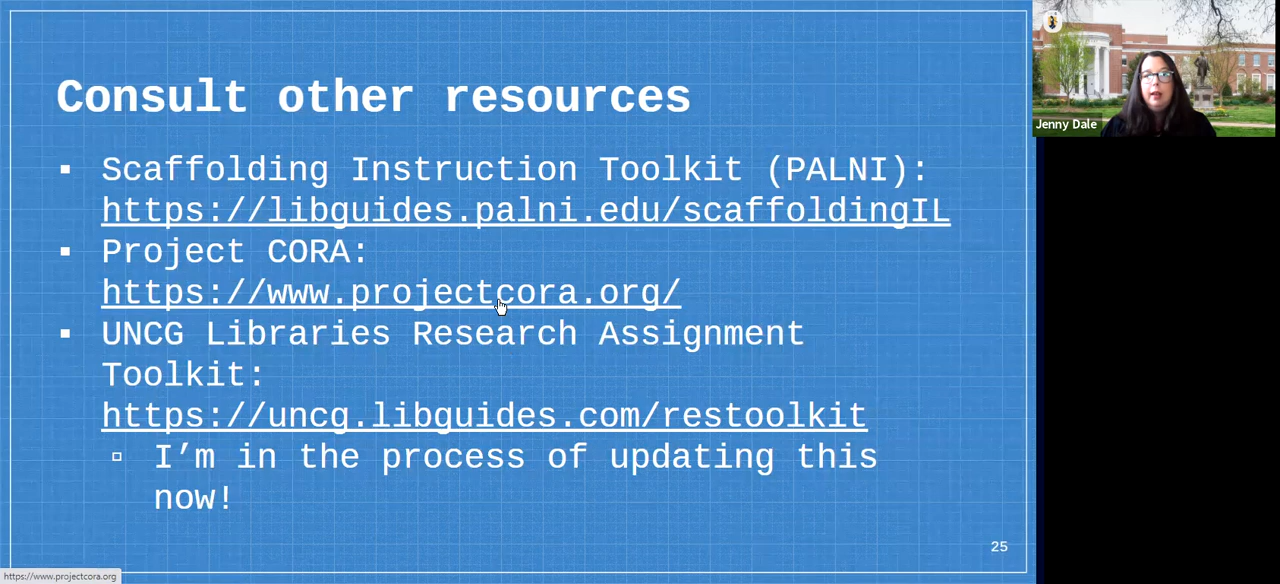 Consult other resources
▪ Scaffolding Instruction Toolkit (PALNI):
https://libguides.palni.edu/scaffoldingIL
▪ Project CORA:
https://www.projectcora.org/
▪ UNCG Libraries Research Assignment
Toolkit:
https://uncg.libguides.com/restoolkit
▫ I’m in the process of updating this
now!
25
https://www.projectcora.org
Jenny Dale